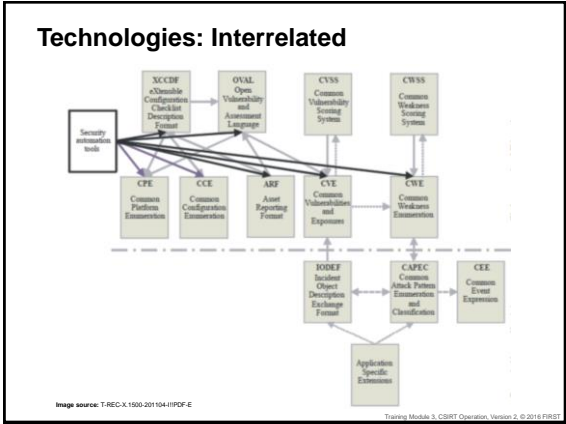 Technologies: Interrelated
XCCDF
eXtensible
Configuration
Checklist
Description
Format
OVAL
Open
Vulnerability
and
Assessment
Language
CVSS
Common
Vulnerability
Scoring
System
CWSS
Common
Weakness
Scoring
System
Security
automation
tools
CPE
Common
Platform
Enumeration
CCE
Common
Configuration
Enumeration
ARF
Asset
Reporting
Format
CVE
Common
Vulnerabilities
and
Exposures
CWE
Common
Weakness
Enumeration
IODEF
Incident
Object
Description
Exchange
Format
CAPEC
Common
Attack Pattern
Enumeration
and
Classification
CEE
Common
Event
Expression
Application
Specific
Extensions
Image source: T-REC-X.1500-201104-I!!PDF-E
Training Module 3, CSIRT Operation, Version 2, © 2016 FIRST